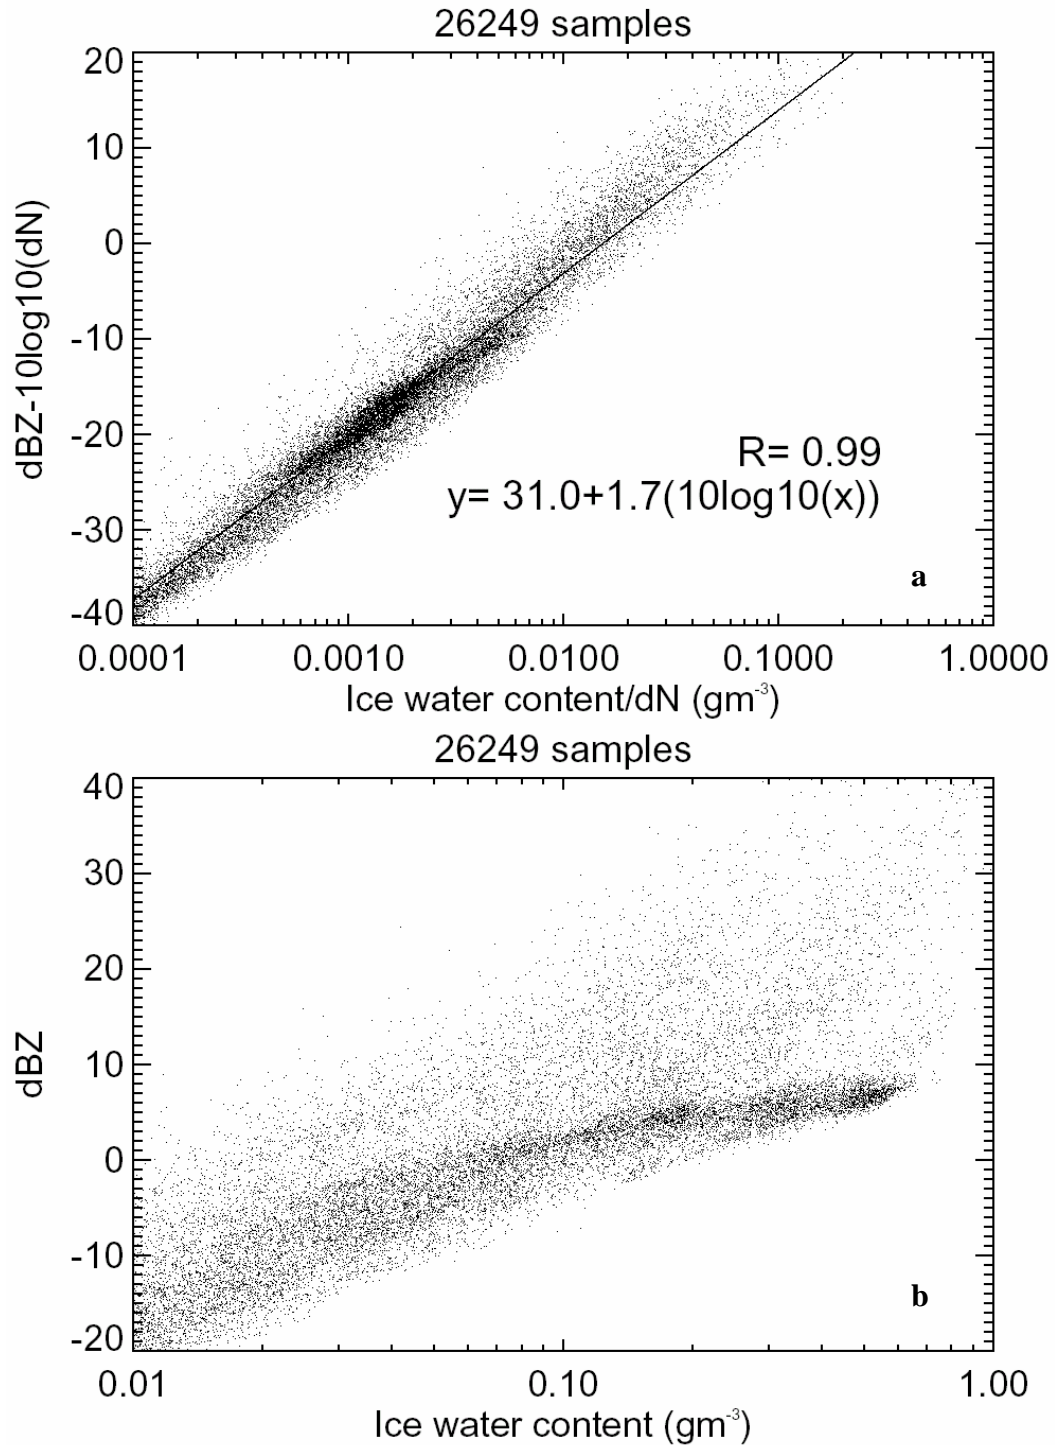 26249 samples
20
10
0
-10
-20
-30
-40
dBZ-10log10(dN)
R= 0.99
y= 31.0+1.7(10log10(x))
a
0.0001 0.0010 0.0100 0.1000 1.0000
Ice water content/dN (gm-3)
26249 samples
40
30
20
10
0
-10
-20
dBZ
b
0.01 0.10 1.00
Ice water content (gm-3)